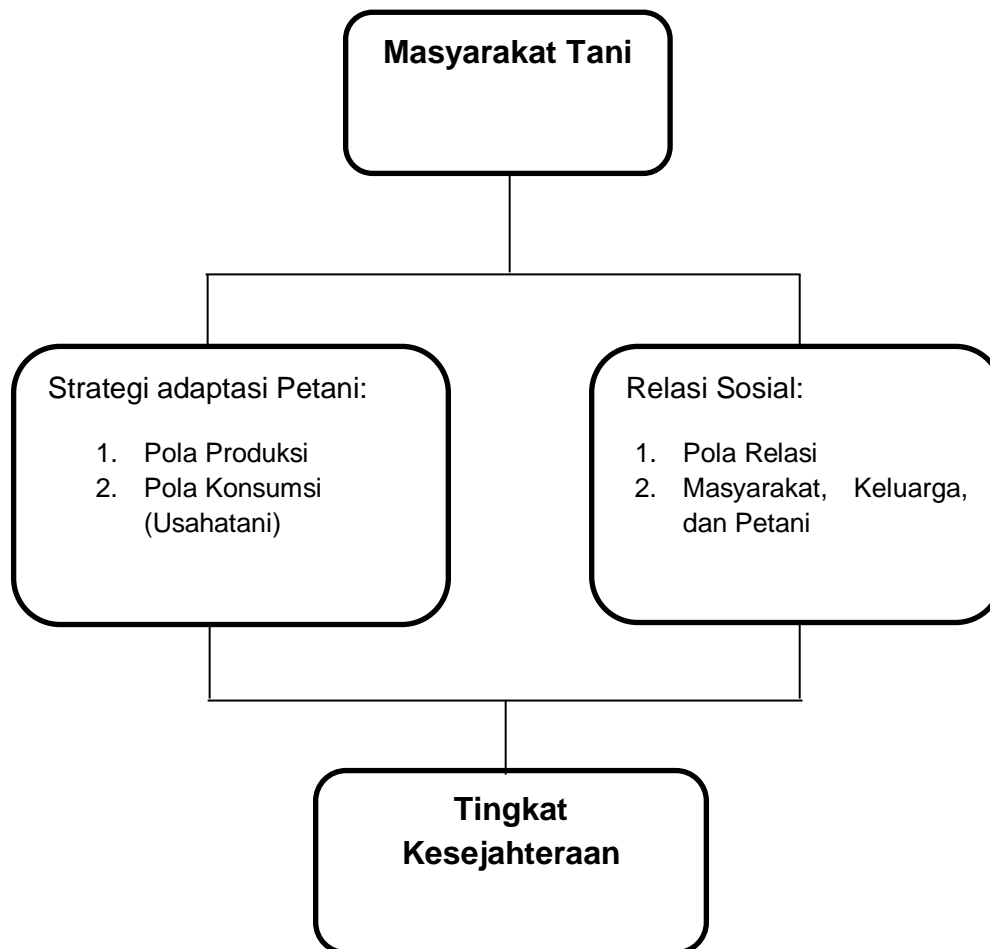 Masyarakat Tani
Strategi adaptasi Petani:
1. Pola Produksi
2. Pola Konsumsi
(Usahatani)
Relasi Sosial:
1. Pola Relasi
2. Masyarakat, Keluarga,
dan Petani
Tingkat
Kesejahteraan